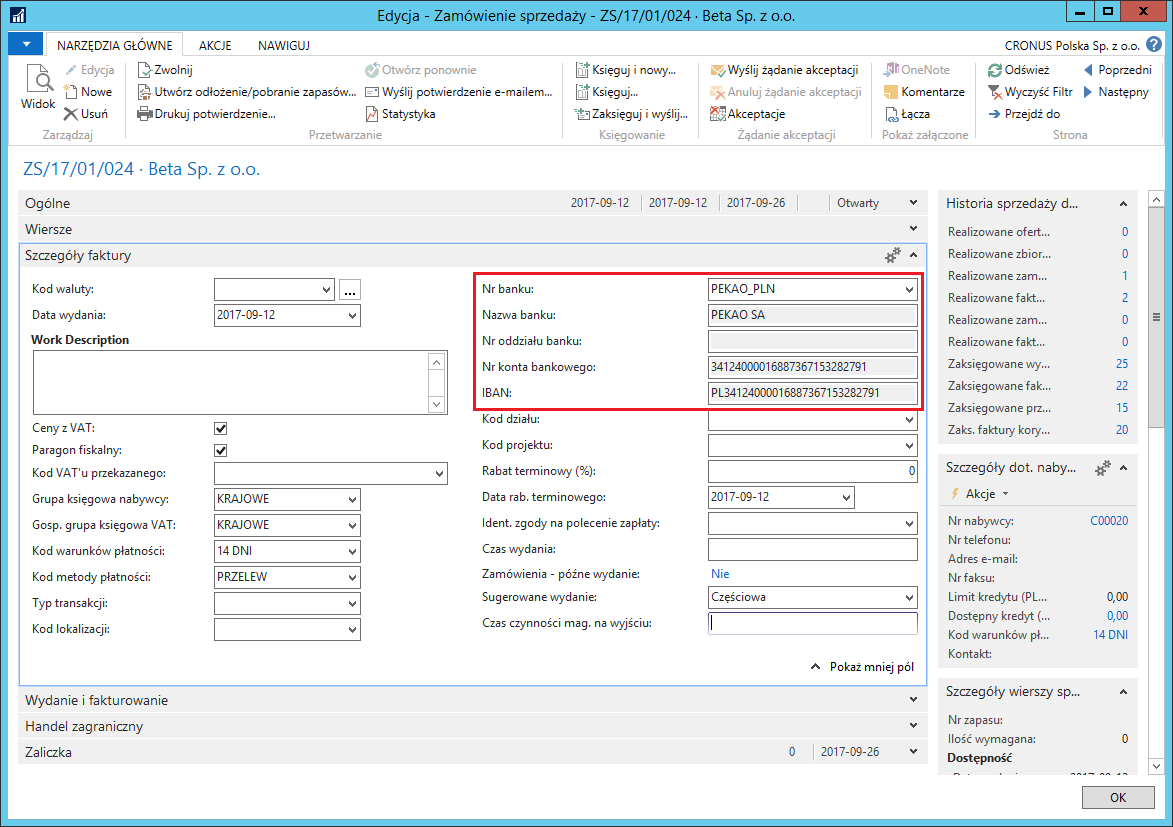 Edycja - Zamówienie sprzedaży - ZS/17/01/024 · Beta Sp. z o.o.
NARZĘDZIA GŁÓWNE AKCJE NAWIGUJ CRONUS Polska Sp. z o.o. ?
Widok
Edycja
Nowe
Usuń
Zarządzaj
Zwolnij
Utwórz odłożenie/pobranie zapasów...
Drukuj potwierdzenie...
Otwórz ponownie
Wyślij potwierdzenie e-mailem...
Statystyka
Przetwarzanie
Księguj i nowy...
Księguj...
Zaksięguj i wyślij...
Księgowanie
Wyślij żądanie akceptacji
Anuluj żądanie akceptacji
Akceptacje
Żądanie akceptacji
OneNote
Komentarze
Łącza
Pokaż załączone
Odśwież
Wyczyść Filtr
Przejdź do
Poprzedni
Następny
Strona
ZS/17/01/024 · Beta Sp. z o.o.
Ogólne 2017-09-12 2017-09-12 2017-09-26 Otwarty
Wiersze
Szczegóły faktury
Kod waluty: ...
Data wydania: 2017-09-12
Work Description
Ceny z VAT:
Paragon fiskalny:
Kod VAT'u przekazanego:
Grupa księgowa nabywcy: KRAJOWE
Gosp. grupa księgowa VAT: KRAJOWE
Kod warunków płatności: 14 DNI
Kod metody płatności: PRZELEW
Typ transakcji:
Kod lokalizacji:
Nr banku: PEKAO_PLN
Nazwa banku: PEKAO SA
Nr oddziału banku:
Nr konta bankowego: 34124000016887367153282791
IBAN: PL34124000016887367153282791
Kod działu:
Kod projektu:
Rabat terminowy (%): 0
Data rab. terminowego: 2017-09-12
Ident. zgody na polecenie zapłaty:
Czas wydania:
Zamówienia - późne wydanie: Nie
Sugerowane wydanie: Częściowa
Czas czynności mag. na wyjściu:
Pokaż mniej pól
Wydanie i fakturowanie
Handel zagraniczny
Zaliczka 0 2017-09-26
Historia sprzedaży d...
Realizowane ofert... 0
Realizowane zbior... 0
Realizowane zam... 1
Realizowane fakt... 2
Realizowane zam... 0
Realizowane fakt... 0
Zaksięgowane wy... 25
Zaksięgowane fak... 22
Zaksięgowane prz... 15
Zaks. faktury kory... 20
Szczegóły dot. naby...
Akcje
Nr nabywcy: C00020
Nr telefonu:
Adres e-mail:
Nr faksu:
Limit kredytu (PL... 0,00
Dostępny kredyt (... 0,00
Kod warunków pł... 14 DNI
Kontakt:
Szczegóły wierszy sp...
Nr zapasu:
Ilość wymagana: 0
Dostępność
OK